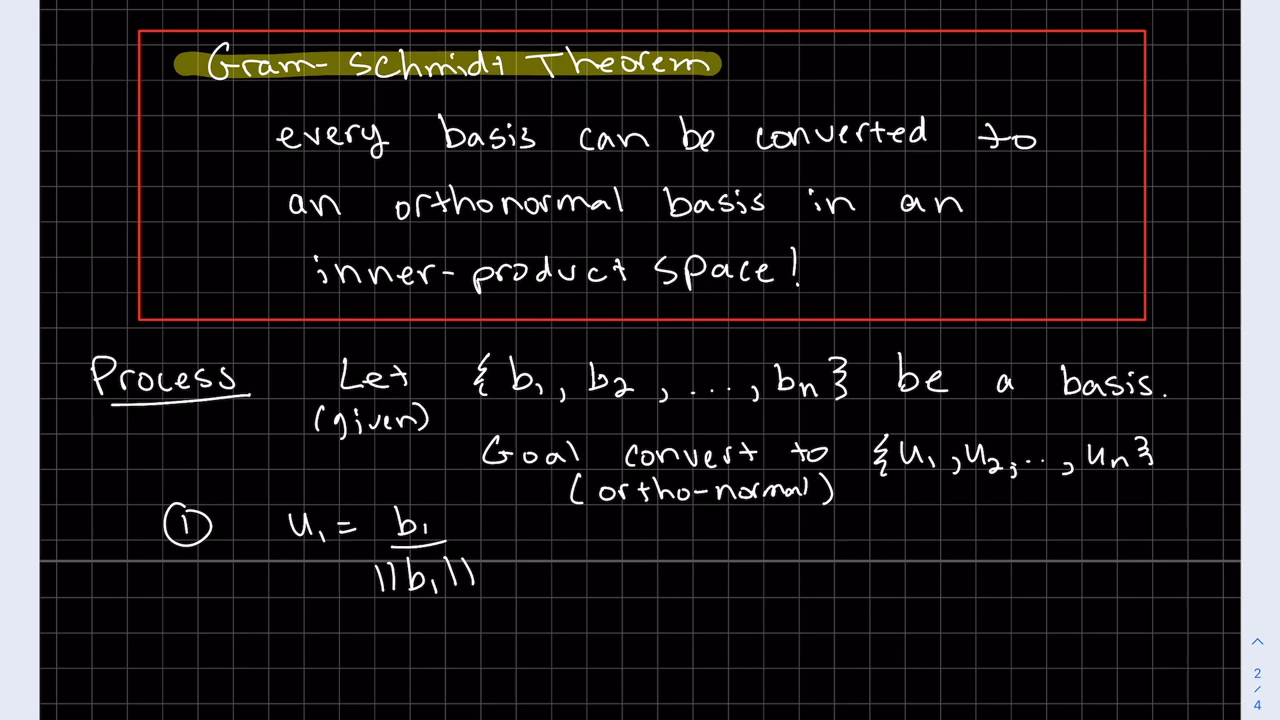 Gram-Schmidt Theorem
every basis can be converted to
an orthonormal basis in an
inner-product space!
Process Let { b₁, b₂, ..., bₙ } be a basis.
(given)
Goal convert to {u₁, u₂, ..., uₙ}
(ortho-normal)
① u₁ = b₁
||b₁||
2
/
4